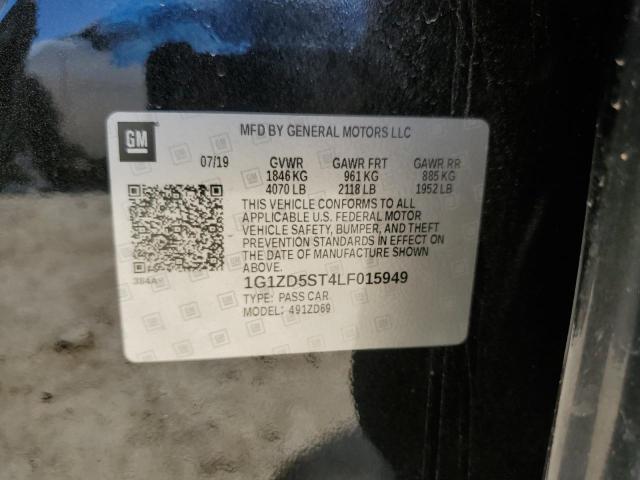 GM
MFD BY GENERAL MOTORS LLC
07/19 GVWR GAWR FRT GAWR RR
1846 KG 961 KG 885 KG
4070 LB 2118 LB 1952 LB
THIS VEHICLE CONFORMS TO ALL
APPLICABLE U.S. FEDERAL MOTOR
VEHICLE SAFETY, BUMPER, AND THEFT
PREVENTION STANDARDS IN EFFECT ON
THE DATE OF MANUFACTURE SHOWN ABOVE.
384A
1G1ZD5ST4LF015949
TYPE: PASS CAR
MODEL: 491ZD69